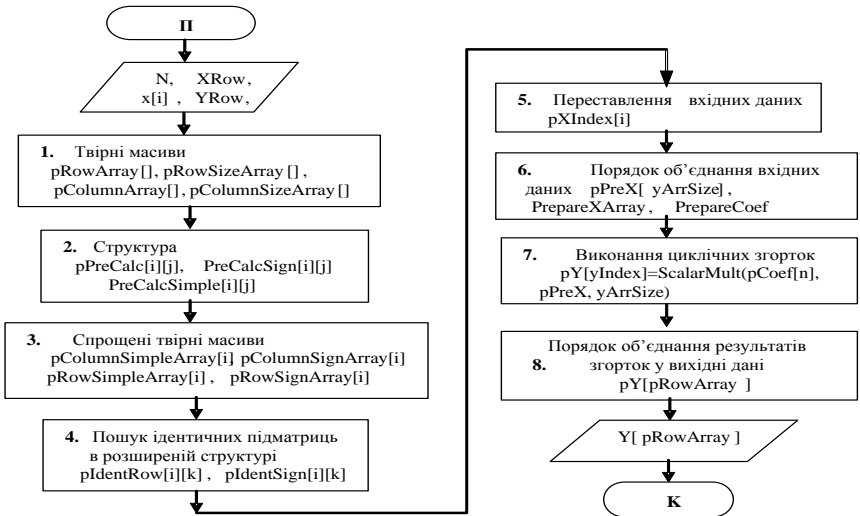 П
N, XRow,
x[i] , YRow,
1. Твірні масиви
pRowArray[], pRowSizeArray [] ,
pColumnArray[], pColumnSizeArray []
2. Структура
pPreCalc[i][j], PreCalcSign[i][j]
PreCalcSimple[i][j]
3. Спрощені твірні масиви
pColumnSimpleArray[i, pColumnSignArray[i]
pRowSimpleArray[i] , pRowSignArray[i]
4. Пошук ідентичних підматриць
в розширеній структурі
pIdentRow[i][k] , pIdentSign[i][k]
5. Переставлення вхідних даних
pXIndex[i]
6. Порядок об’єднання вхідних
даних pPreX[ yArrSize] ,
PrepareXArray , PrepareCoef
7. Виконання циклічних згорток
pY[yIndex]=ScalarMult(pCoef[n],
pPreX, yArrSize)
Порядок об’єднання результатів
8. згорток у вихідні дані
pY[pRowArray ]
Y[ pRowArray ]
К